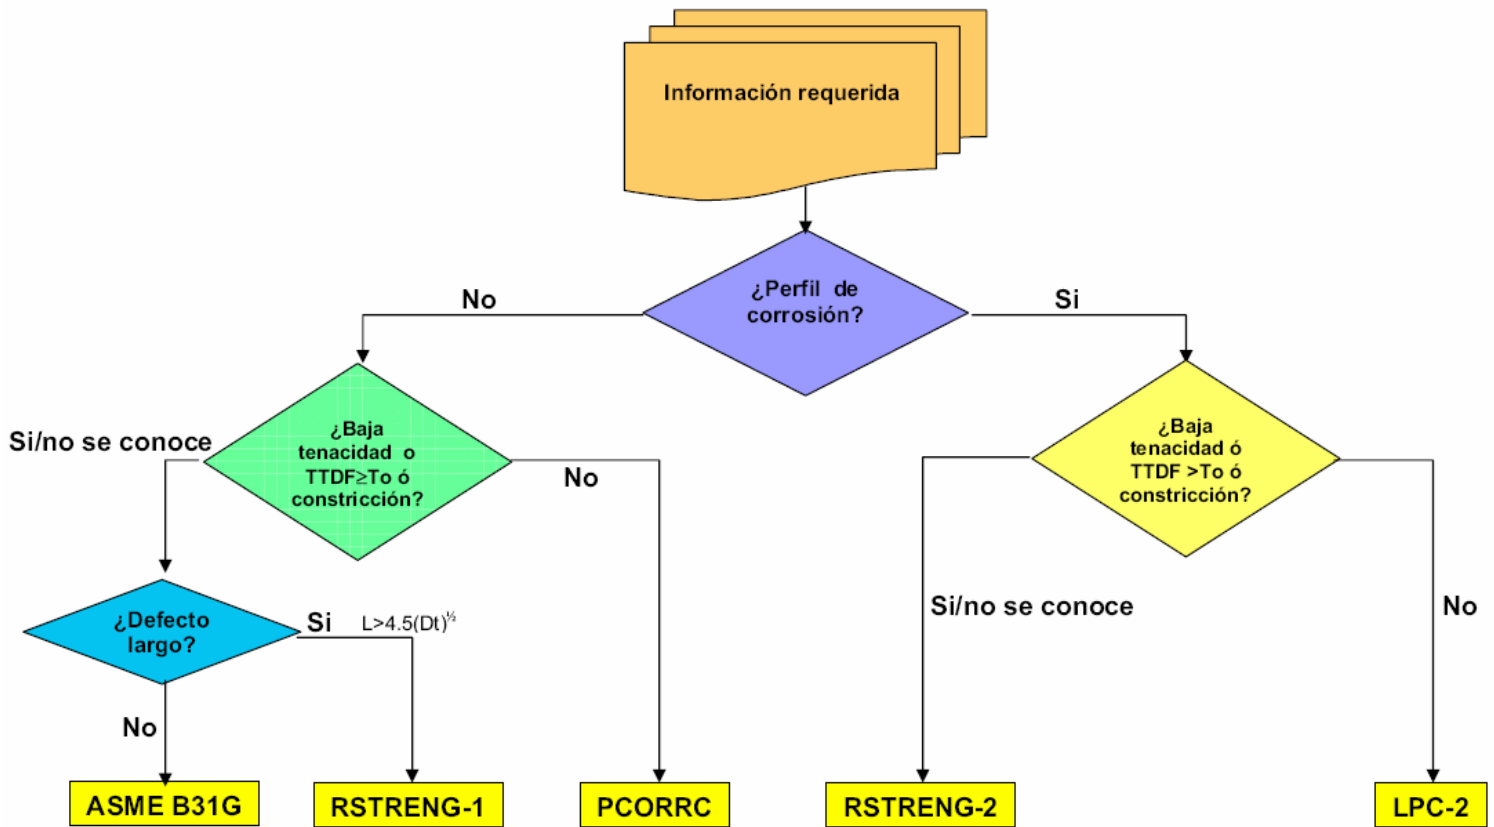 Información requerida
¿Perfil de
corrosión?
No
Si
¿Baja
tenacidad o
TTDF≥To ó
constricción?
Si/no se conoce
No
¿Baja
tenacidad ó
TTDF >To ó
constricción?
Si/no se conoce
No
¿Defecto
largo?
Si L>4.5(Dt)½
No
ASME B31G
RSTRENG-1
PCORRC
RSTRENG-2
LPC-2